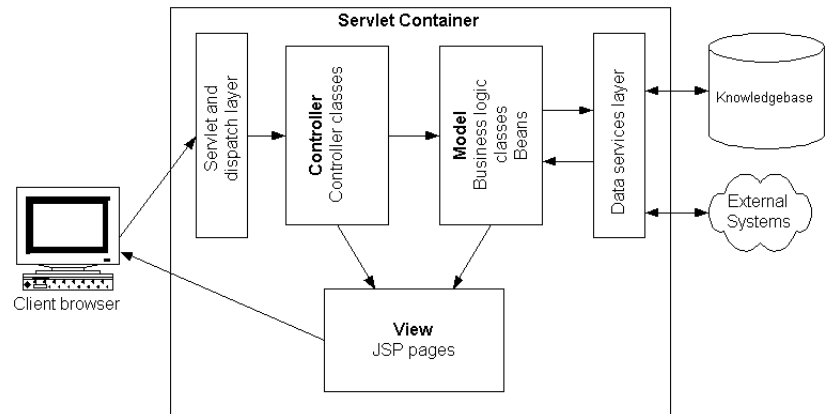 Servlet Container
Servlet and
dispatch layer
Controller
Controller classes
Model
Business logic
classes
Beans
Data services layer
Knowledgebase
External
Systems
Client browser
View
JSP pages